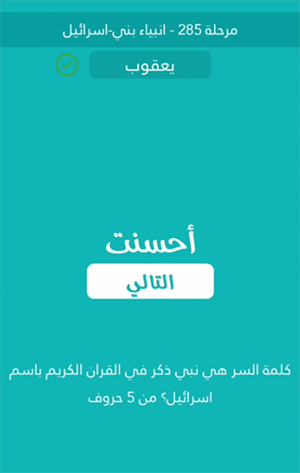 مرحلة 285 - انبياء بني-اسرائيل
يعقوب
أحسنت
التالي
كلمة السر هي نبي ذكر في القران الكريم باسم
اسرائيل؟ من 5 حروف